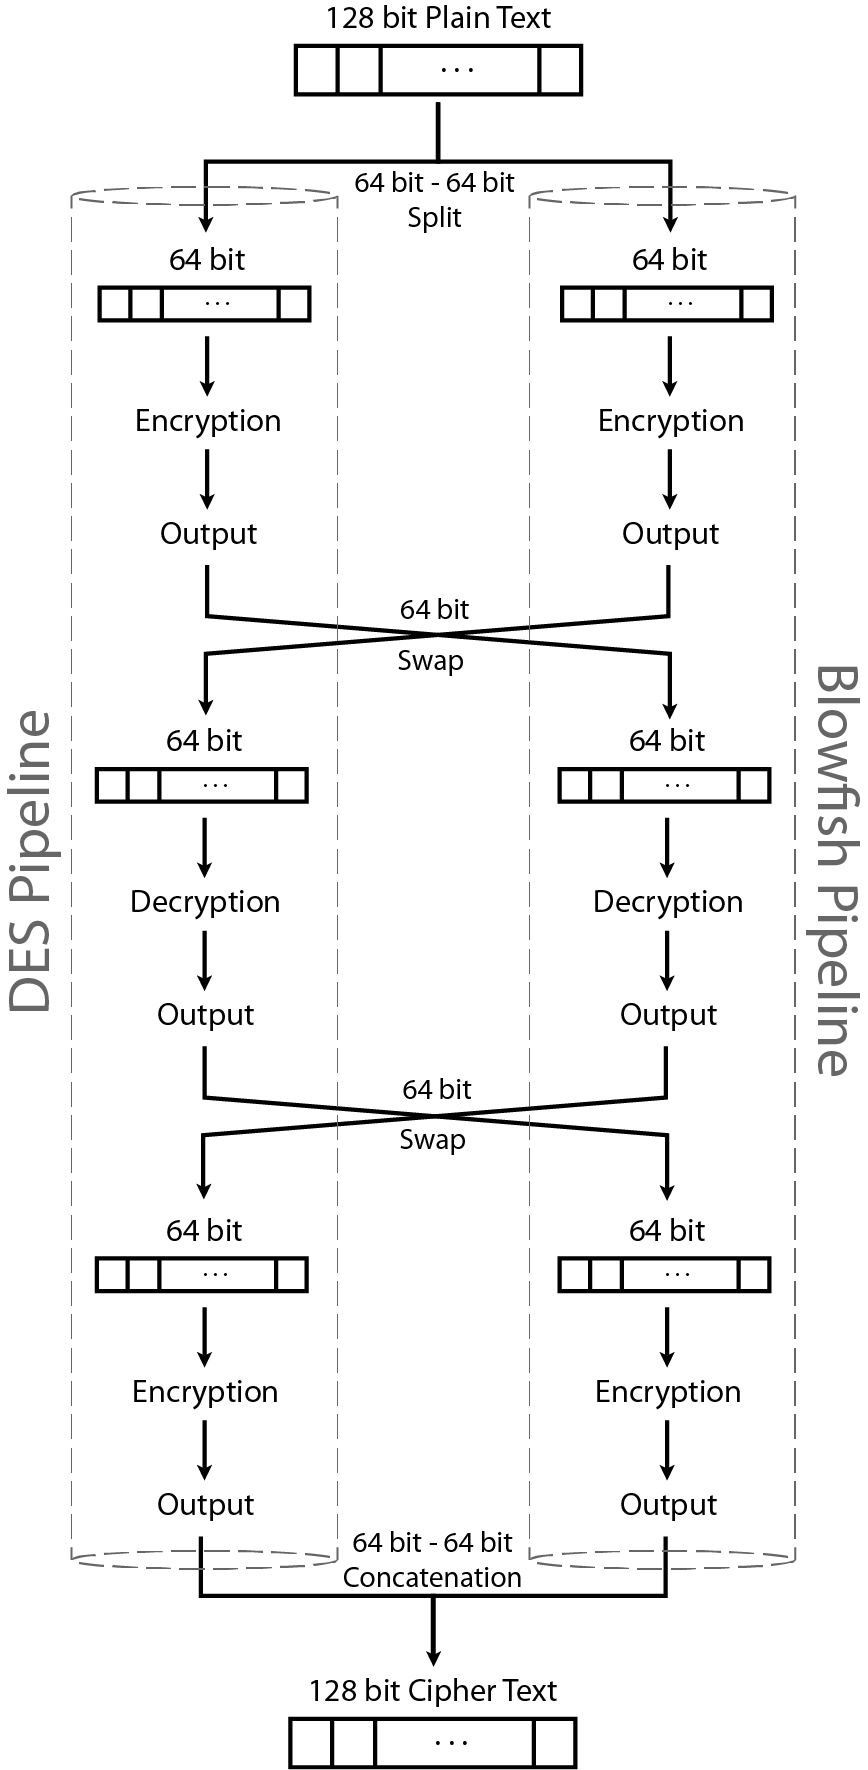 128 bit Plain Text
. . .
64 bit - 64 bit
Split
64 bit
64 bit
. . .
. . .
Encryption
Encryption
Output
Output
64 bit
Swap
64 bit
64 bit
. . .
. . .
DES Pipeline
Blowfish Pipeline
Decryption
Decryption
Output
Output
64 bit
Swap
64 bit
64 bit
. . .
. . .
Encryption
Encryption
Output
Output
64 bit - 64 bit
Concatenation
128 bit Cipher Text
. . .